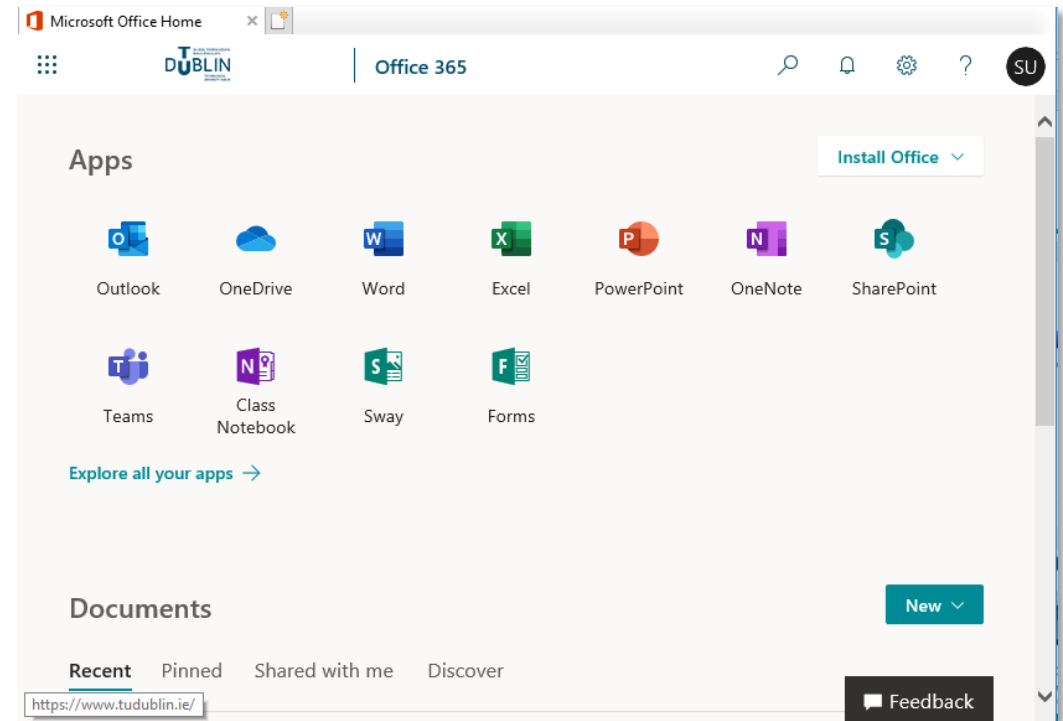 Microsoft Office Home
DUBLIN
Office 365
SU
Apps
Install Office
Outlook
OneDrive
Word
Excel
PowerPoint
OneNote
SharePoint
Teams
Class
Notebook
Sway
Forms
Explore all your apps →
Documents
New
Recent Pinned Shared with me Discover
https://www.tudublin.ie/
Feedback